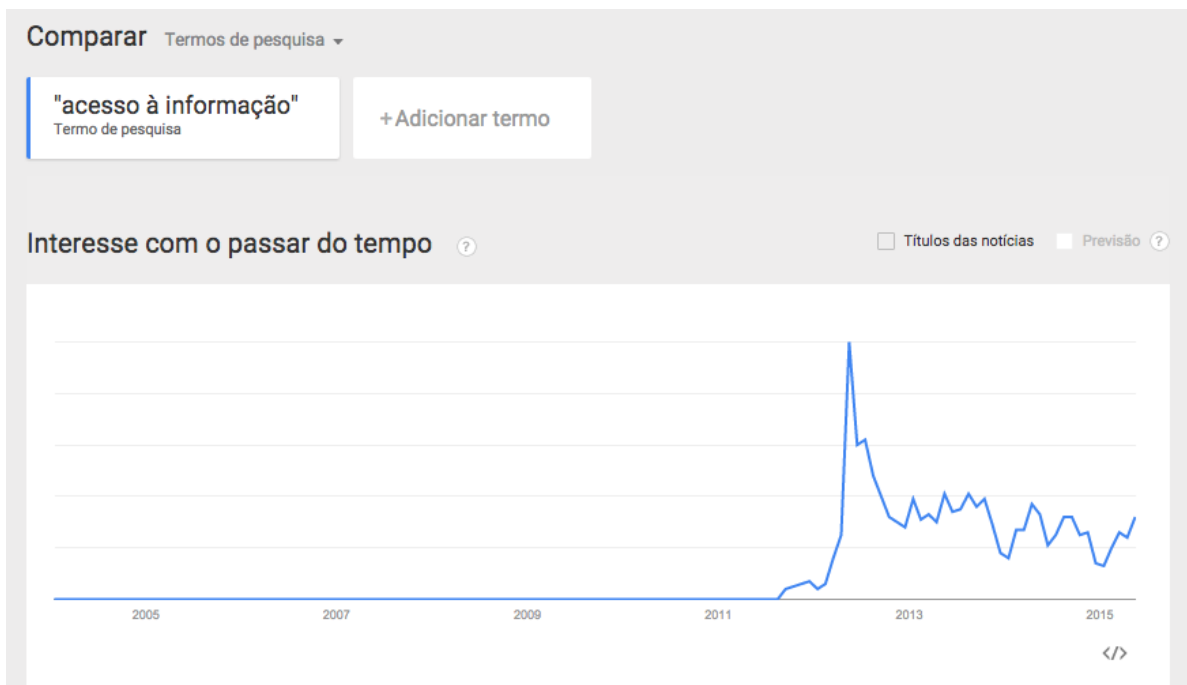 Comparar Termos de pesquisa
"acesso à informação"
Termo de pesquisa
+Adicionar termo
Interesse com o passar do tempo ?
Títulos das notícias Previsão ?
2005 2007 2009 2011 2013 2015
</>